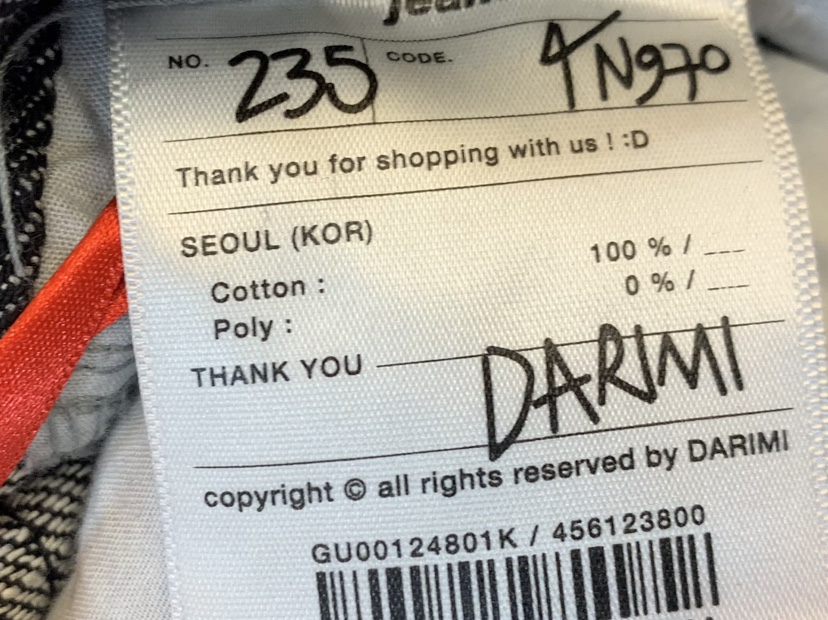 NO. 235 CODE. 4N970
Thank you for shopping with us ! :D
SEOUL (KOR)
Cotton : 100 % / ___
Poly : 0 % / ___
THANK YOU DARIMI
copyright © all rights reserved by DARIMI
GU00124801K / 456123800